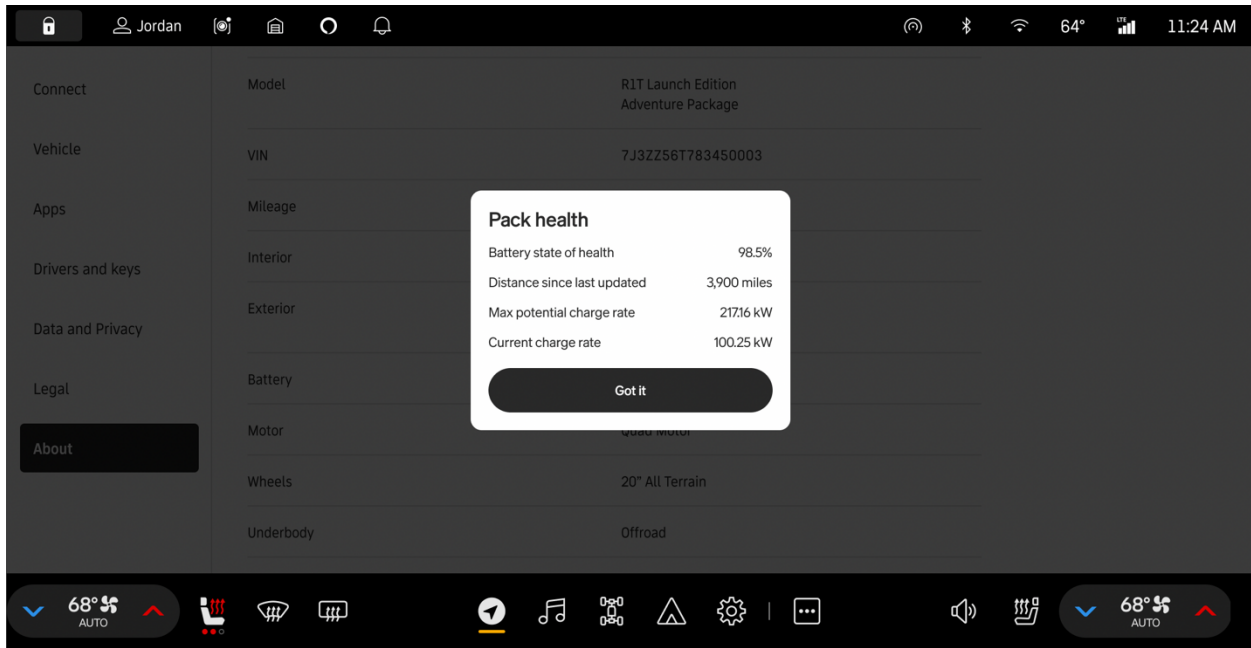 Jordan
64°
LTE
11:24 AM
Connect
Vehicle
Apps
Drivers and keys
Data and Privacy
Legal
About
Model
R1T Launch Edition
Adventure Package
VIN
7J3ZZ56T783450003
Mileage
Interior
Exterior
Battery
Motor
Quad Motor
Wheels
20" All Terrain
Underbody
Offroad
Pack health
Battery state of health 98.5%
Distance since last updated 3,900 miles
Max potential charge rate 217.16 kW
Current charge rate 100.25 kW
Got it
68°
AUTO
68°
AUTO